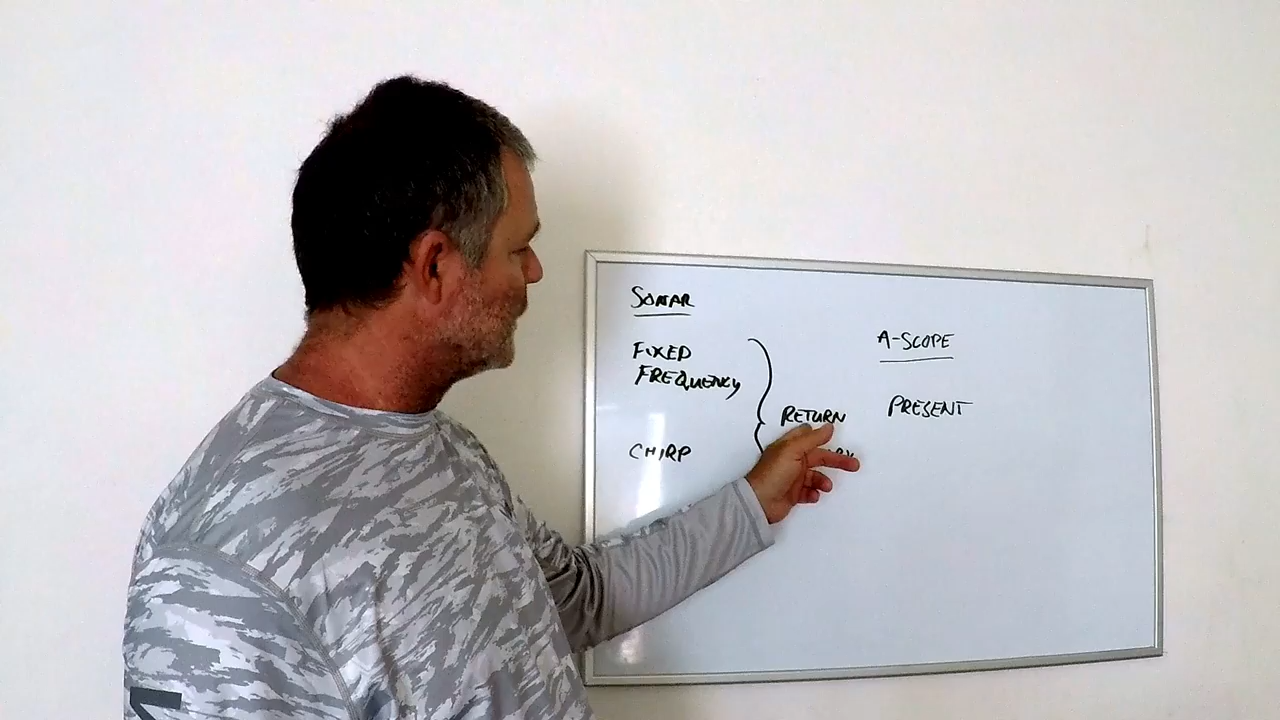 SONAR
FIXED
FREQUENCY
CHIRP
RETURN
A-SCOPE
PRESENT